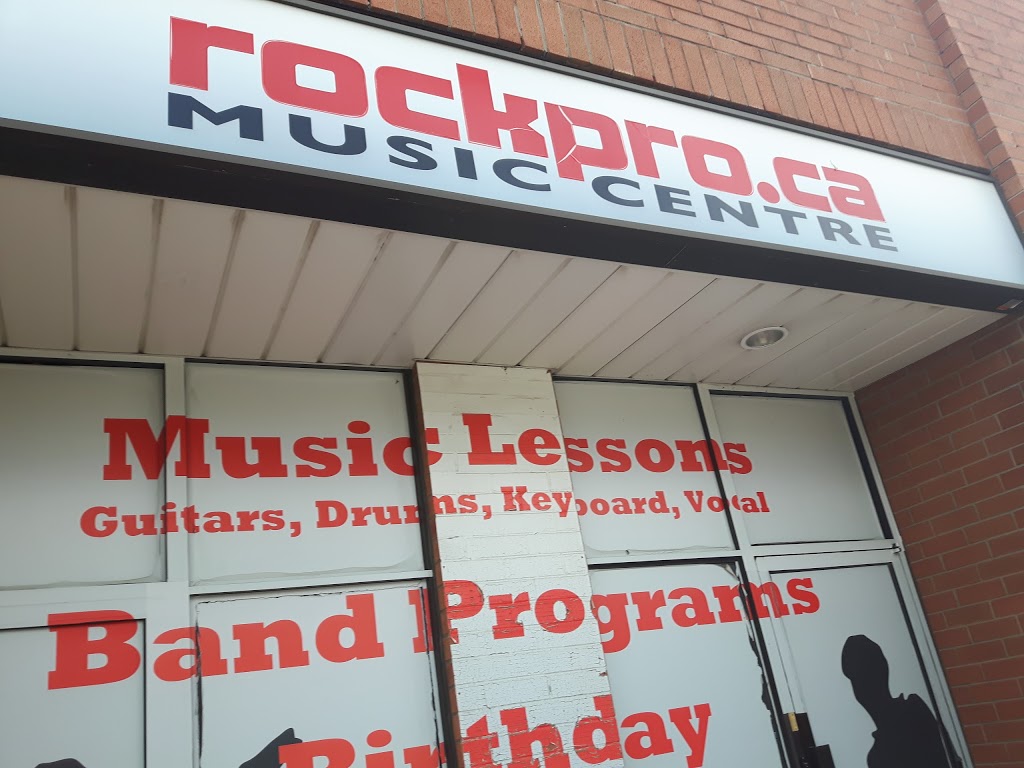 rockpro.ca
MUSIC CENTRE
Music Lessons
Guitars, Drums, Keyboard, Vocal
Band Programs
Birthday